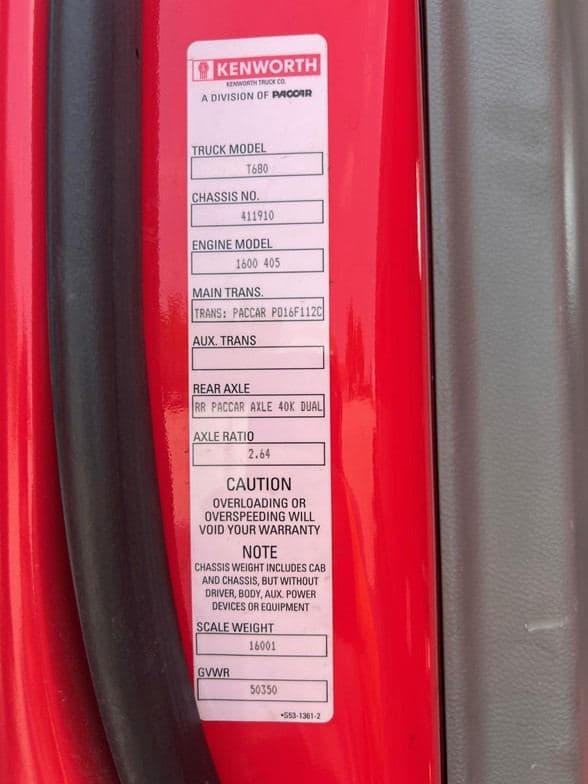 KENWORTH
KENWORTH TRUCK CO.
A DIVISION OF PACCAR
TRUCK MODEL
T680
CHASSIS NO.
411910
ENGINE MODEL
1600 405
MAIN TRANS.
TRANS: PACCAR PO16F112C
AUX. TRANS
REAR AXLE
RR PACCAR AXLE 40K DUAL
AXLE RATIO
2.64
CAUTION
OVERLOADING OR
OVERSPEEDING WILL
VOID YOUR WARRANTY
NOTE
CHASSIS WEIGHT INCLUDES CAB
AND CHASSIS, BUT WITHOUT
DRIVER, BODY, AUX. POWER
DEVICES OR EQUIPMENT
SCALE WEIGHT
16001
GVWR
50350
•S53-1361-2